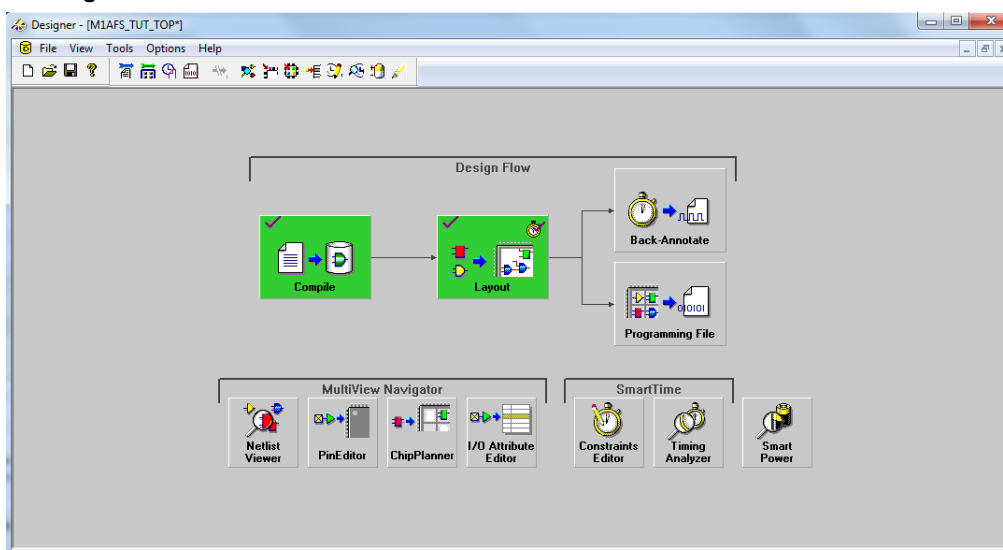 Designer - [M1AFS_TUT_TOP*]
File View Tools Options Help
Design Flow
Compile
Layout
Back-Annotate
Programming File
MultiView Navigator
SmartTime
Netlist
Viewer
PinEditor
ChipPlanner
I/O Attribute
Editor
Constraints
Editor
Timing
Analyzer
Smart
Power